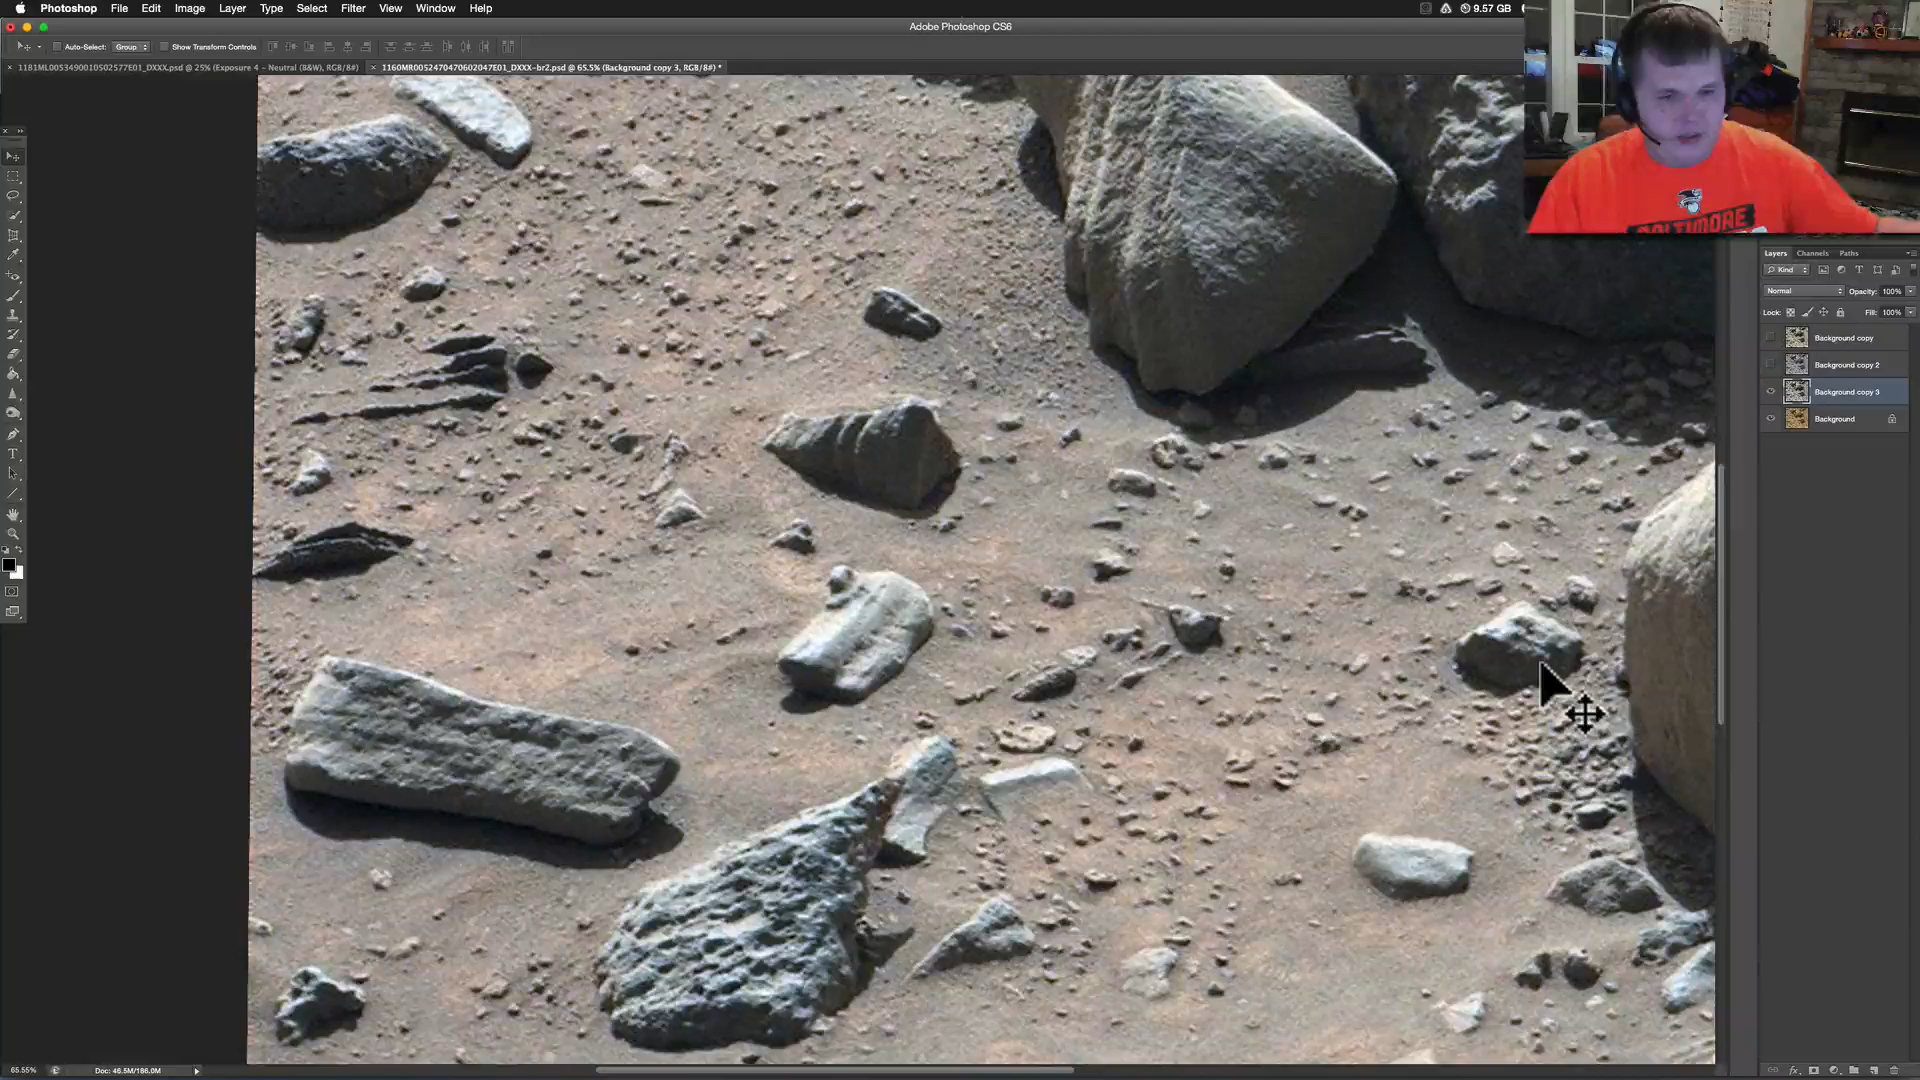 Photoshop File Edit Image Layer Type Select Filter View Window Help
9.57 GB
Adobe Photoshop CS6
Auto-Select: Group Show Transform Controls
1181ML0053490010502577E01_DXXX.psd @ 25% (Exposure 4 - Neutral (B&W), RGB/8#)
1160MR0052470470602047E01_DXXX-br2.psd @ 65.5% (Background copy 3, RGB/8#) *
BALTIMORE
Layers Channels Paths
Kind
Normal Opacity: 100%
Lock: Fill: 100%
Background copy
Background copy 2
Background copy 3
Background
65.55% Doc: 46.5M/186.0M